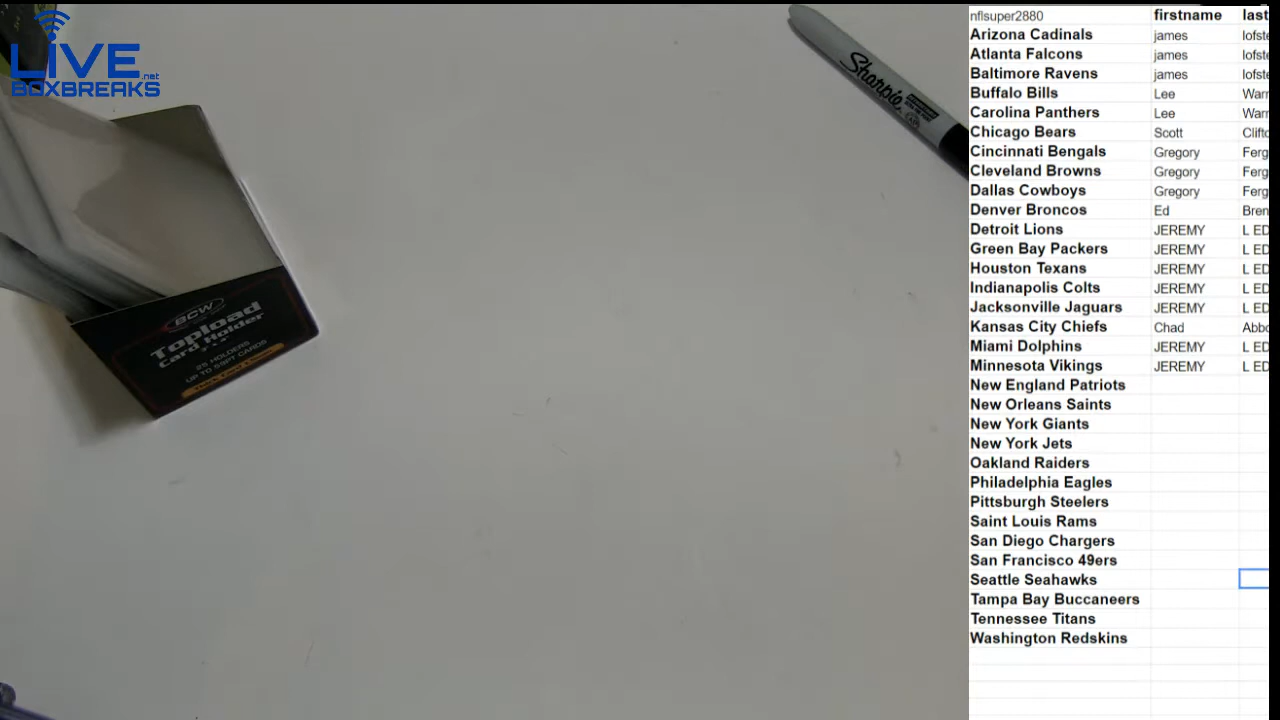 LIVE.net
BOXBREAKS
BCW
Topload
Card Holder
25 HOLDERS
UP TO 59PT CARDS
Sharpie
nflsuper2880 firstname last
Arizona Cadinals james lofste
Atlanta Falcons james lofste
Baltimore Ravens james lofste
Buffalo Bills Lee Warr
Carolina Panthers Lee Warr
Chicago Bears Scott Clifto
Cincinnati Bengals Gregory Ferg
Cleveland Browns Gregory Ferg
Dallas Cowboys Gregory Ferg
Denver Broncos Ed Bren
Detroit Lions JEREMY L ED
Green Bay Packers JEREMY L ED
Houston Texans JEREMY L ED
Indianapolis Colts JEREMY L ED
Jacksonville Jaguars JEREMY L ED
Kansas City Chiefs Chad Abbo
Miami Dolphins JEREMY L ED
Minnesota Vikings JEREMY L ED
New England Patriots
New Orleans Saints
New York Giants
New York Jets
Oakland Raiders
Philadelphia Eagles
Pittsburgh Steelers
Saint Louis Rams
San Diego Chargers
San Francisco 49ers
Seattle Seahawks
Tampa Bay Buccaneers
Tennessee Titans
Washington Redskins